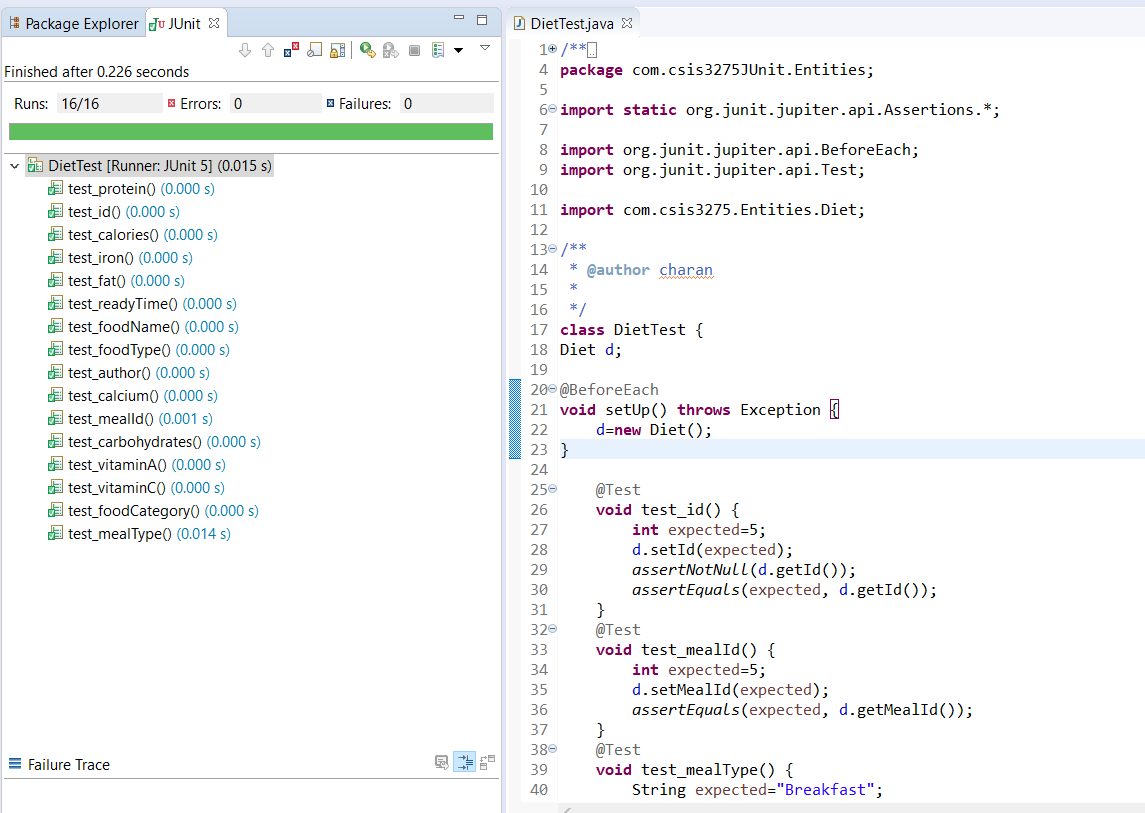 Package Explorer JUnit
Finished after 0.226 seconds
Runs: 16/16 Errors: 0 Failures: 0
DietTest [Runner: JUnit 5] (0.015 s)
test_protein() (0.000 s)
test_id() (0.000 s)
test_calories() (0.000 s)
test_iron() (0.000 s)
test_fat() (0.000 s)
test_readyTime() (0.000 s)
test_foodName() (0.000 s)
test_foodType() (0.000 s)
test_author() (0.000 s)
test_calcium() (0.000 s)
test_mealId() (0.001 s)
test_carbohydrates() (0.000 s)
test_vitaminA() (0.000 s)
test_vitaminC() (0.000 s)
test_foodCategory() (0.000 s)
test_mealType() (0.014 s)
Failure Trace
DietTest.java
1 /**
4 package com.csis3275JUnit.Entities;
5
6 import static org.junit.jupiter.api.Assertions.*;
7
8 import org.junit.jupiter.api.BeforeEach;
9 import org.junit.jupiter.api.Test;
10
11 import com.csis3275.Entities.Diet;
12
13 /**
14 * @author charan
15 *
16 */
17 class DietTest {
18 Diet d;
19
20 @BeforeEach
21 void setUp() throws Exception {
22 d=new Diet();
23 }
24
25 @Test
26 void test_id() {
27 int expected=5;
28 d.setId(expected);
29 assertNotNull(d.getId());
30 assertEquals(expected, d.getId());
31 }
32 @Test
33 void test_mealId() {
34 int expected=5;
35 d.setMealId(expected);
36 assertEquals(expected, d.getMealId());
37 }
38 @Test
39 void test_mealType() {
40 String expected="Breakfast";